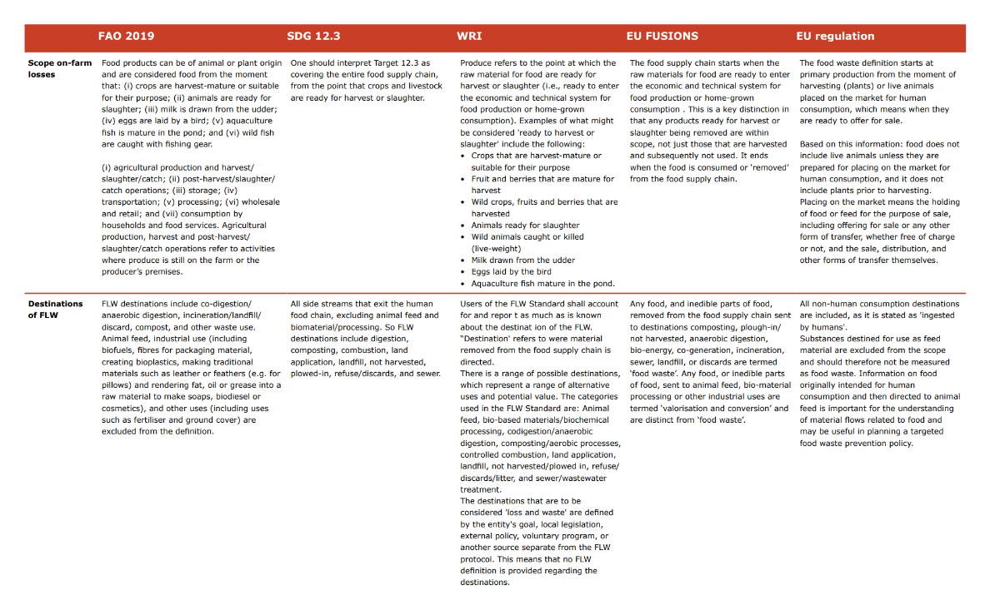 FAO 2019
SDG 12.3
WRI
EU FUSIONS
EU regulation
Scope on-farm
losses
Food products can be of animal or plant origin
and are considered food from the moment
that: (i) crops are harvest-mature or suitable
for their purpose; (ii) animals are ready for
slaughter; (iii) milk is drawn from the udder;
(iv) eggs are laid by a bird; (v) aquaculture
fish is mature in the pond; and (vi) wild fish
are caught with fishing gear.
(i) agricultural production and harvest/
slaughter/catch; (ii) post-harvest/slaughter/
catch operations; (iii) storage; (iv)
transportation; (v) processing; (vi) wholesale
and retail; and (vii) consumption by
households and food services. Agricultural
production, harvest and post-harvest/
slaughter/catch operations refer to activities
where produce is still on the farm or the
producer’s premises.
One should interpret Target 12.3 as
covering the entire food supply chain,
from the point that crops and livestock
are ready for harvest or slaughter.
Produce refers to the point at which the
raw material for food are ready for
harvest or slaughter (i.e., ready to enter
the economic and technical system for
food production or home-grown
consumption). Examples of what might
be considered 'ready to harvest or
slaughter' include the following:
• Crops that are harvest-mature or
suitable for their purpose
• Fruit and berries that are mature for
harvest
• Wild crops, fruits and berries that are
harvested
• Animals ready for slaughter
• Wild animals caught or killed
(live-weight)
• Milk drawn from the udder
• Eggs laid by the bird
• Aquaculture fish mature in the pond.
The food supply chain starts when the
raw materials for food are ready to enter
the economic and technical system for
food production or home-grown
consumption . This is a key distinction in
that any products ready for harvest or
slaughter being removed are within
scope, not just those that are harvested
and subsequently not used. It ends
when the food is consumed or ‘removed’
from the food supply chain.
The food waste definition starts at
primary production from the moment of
harvesting (plants) or live animals
placed on the market for human
consumption, which means when they
are ready to offer for sale.
Based on this information: food does not
include live animals unless they are
prepared for placing on the market for
human consumption, and it does not
include plants prior to harvesting.
Placing on the market means the holding
of food or feed for the purpose of sale,
including offering for sale or any other
form of transfer, whether free of charge
or not, and the sale, distribution, and
other forms of transfer themselves.
Destinations
of FLW
FLW destinations include co-digestion/
anaerobic digestion, incineration/landfill/
discard, compost, and other waste use.
Animal feed, industrial use (including
biofuels, fibres for packaging material,
creating bioplastics, making traditional
materials such as leather or feathers (e.g. for
pillows) and rendering fat, oil or grease into a
raw material to make soaps, biodiesel or
cosmetics), and other uses (including uses
such as fertiliser and ground cover) are
excluded from the definition.
All side streams that exit the human
food chain, excluding animal feed and
biomaterial/processing. So FLW
destinations include digestion,
composting, combustion, land
application, landfill, not harvested,
plowed-in, refuse/discards, and sewer.
Users of the FLW Standard shall account
for and repor t as much as is known
about the destinat ion of the FLW.
“Destination' refers to were material
removed from the food supply chain is
directed.
There is a range of possible destinations,
which represent a range of alternative
uses and potential value. The categories
used in the FLW Standard are: Animal
feed, bio-based materials/biochemical
processing, codigestion/anaerobic
digestion, composting/aerobic processes,
controlled combustion, land application,
landfill, not harvested/plowed in, refuse/
discards/litter, and sewer/wastewater
treatment.
The destinations that are to be
considered 'loss and waste' are defined
by the entity's goal, local legislation,
external policy, voluntary program, or
another source separate from the FLW
protocol. This means that no FLW
definition is provided regarding the
destinations.
Any food, and inedible parts of food,
removed from the food supply chain sent
to destinations composting, plough-in/
not harvested, anaerobic digestion,
bio-energy, co-generation, incineration,
sewer, landfill, or discards are termed
‘food waste’. Any food, or inedible parts
of food, sent to animal feed, bio-material
processing or other industrial uses are
termed ‘valorisation and conversion’ and
are distinct from ‘food waste’.
All non-human consumption destinations
are included, as it is stated as 'ingested
by humans'.
Substances destined for use as feed
material are excluded from the scope
and should therefore not be measured
as food waste. Information on food
originally intended for human
consumption and then directed to animal
feed is important for the understanding
of material flows related to food and
may be useful in planning a targeted
food waste prevention policy.